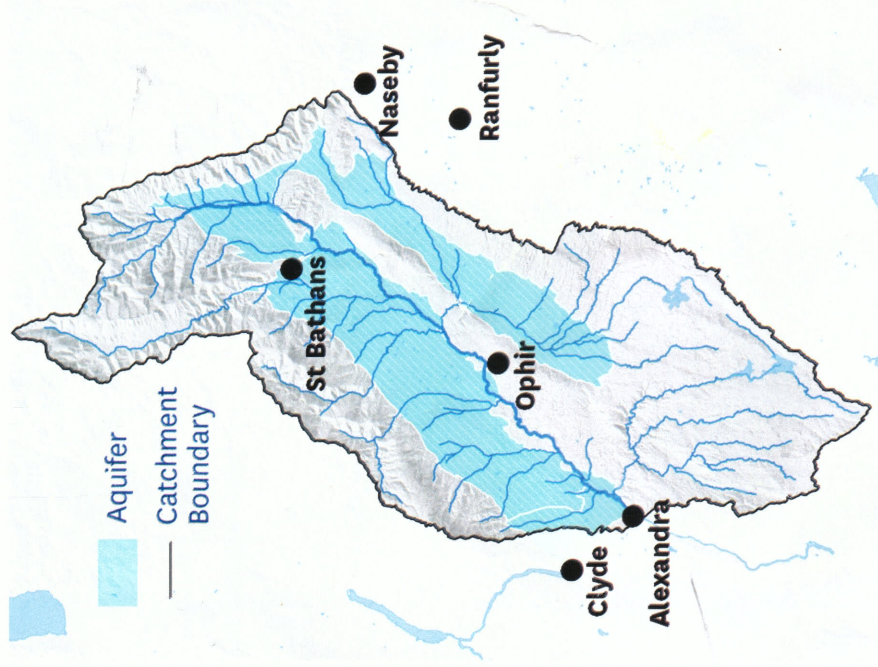 Aquifer
Catchment
Boundary
Naseby
Ranfurly
St Bathans
Ophir
Clyde
Alexandra